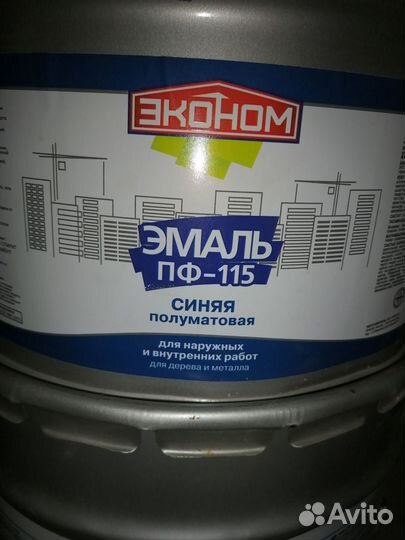 ЭКОНОМ
ЭМАЛЬ
ПФ-115
СИНЯЯ
полуматовая
для наружных
и внутренних работ
для дерева и металла
Avito